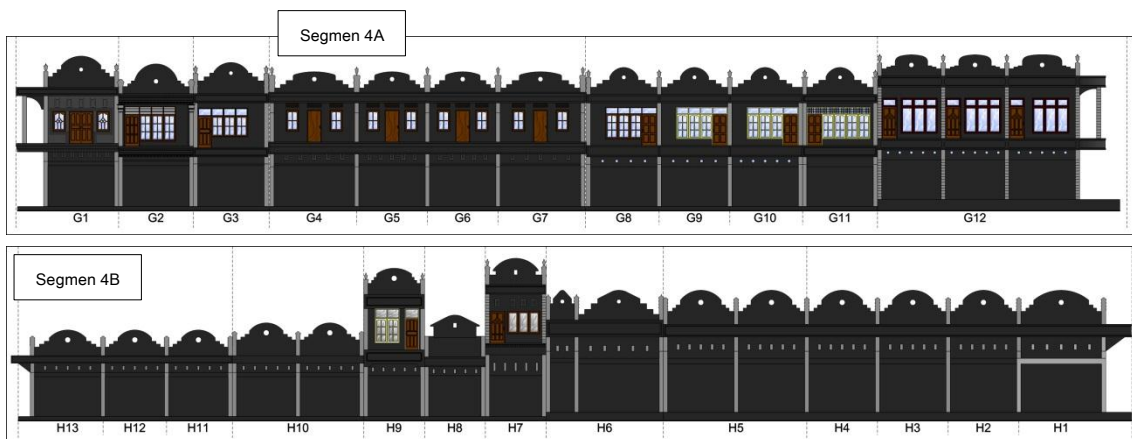 Segmen 4A
G1 G2 G3 G4 G5 G6 G7 G8 G9 G10 G11 G12
Segmen 4B
H13 H12 H11 H10 H9 H8 H7 H6 H5 H4 H3 H2 H1